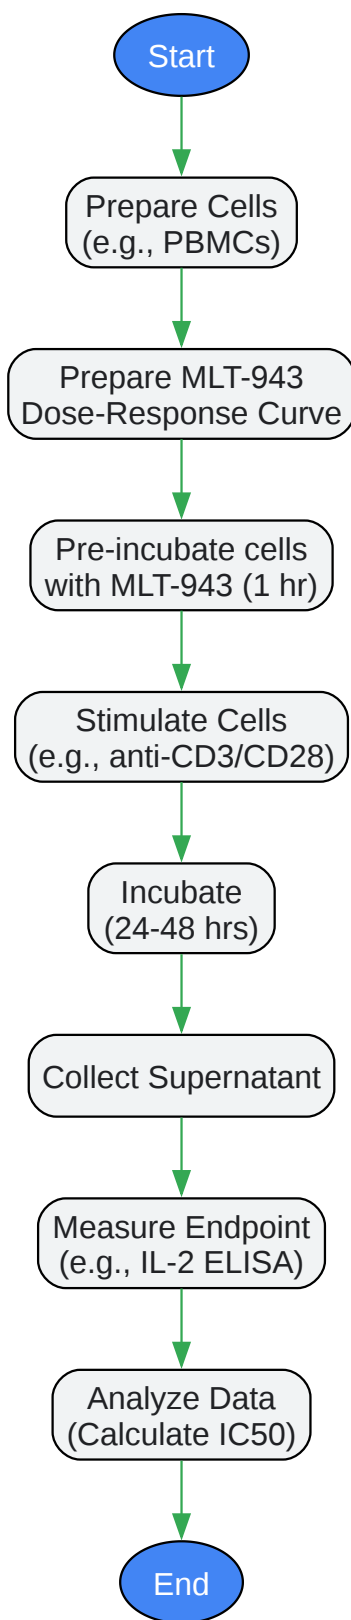 Start
Prepare Cells
(e.g., PBMCs)
Prepare MLT-943
Dose-Response Curve
Pre-incubate cells
with MLT-943 (1 hr)
Stimulate Cells
(e.g., anti-CD3/CD28)
Incubate
(24-48 hrs)
Collect Supernatant
Measure Endpoint
(e.g., IL-2 ELISA)
Analyze Data
(Calculate IC50)
End